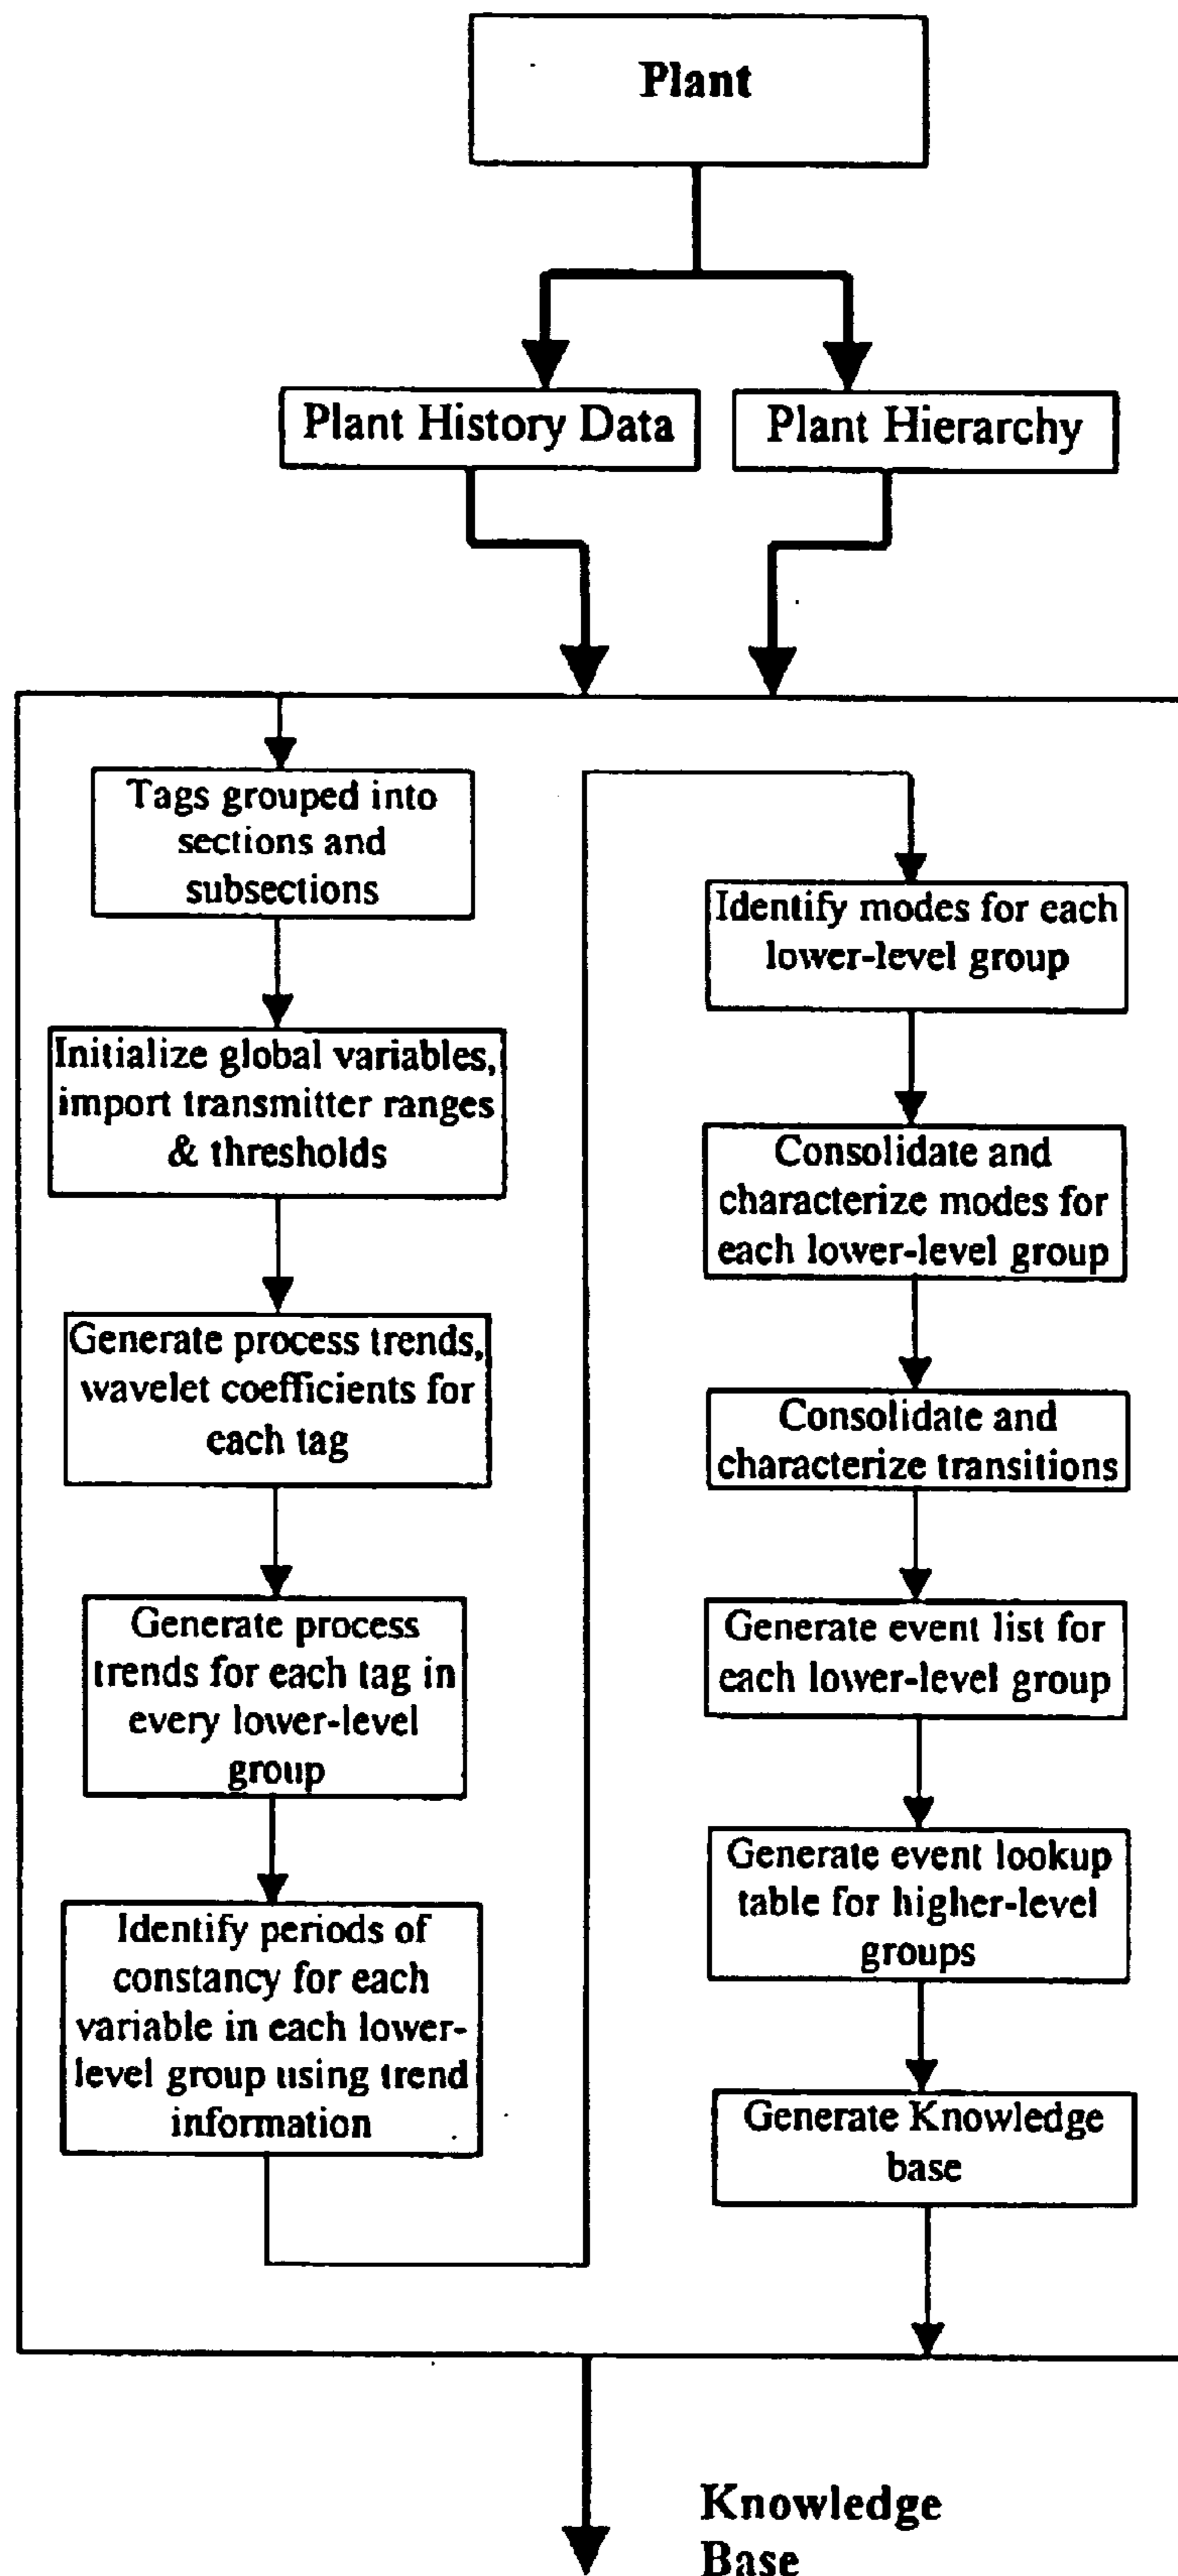 Plant
Plant History Data
Plant Hierarchy
Tags grouped into
sections and
subsections
Initialize global variables,
import transmitter ranges
& thresholds
Generate process trends,
wavelet coefficients for
each tag
Generate process
trends for each tag in
every lower-level
group
Identify periods of
constancy for each
variable in each lower-
level group using trend
information
Identify modes for each
lower-level group
Consolidate and
characterize modes for
each lower-level group
Consolidate and
characterize transitions
Generate event list for
each lower-level group
Generate event lookup
table for higher-level
groups
Generate Knowledge
base
Knowledge
Base